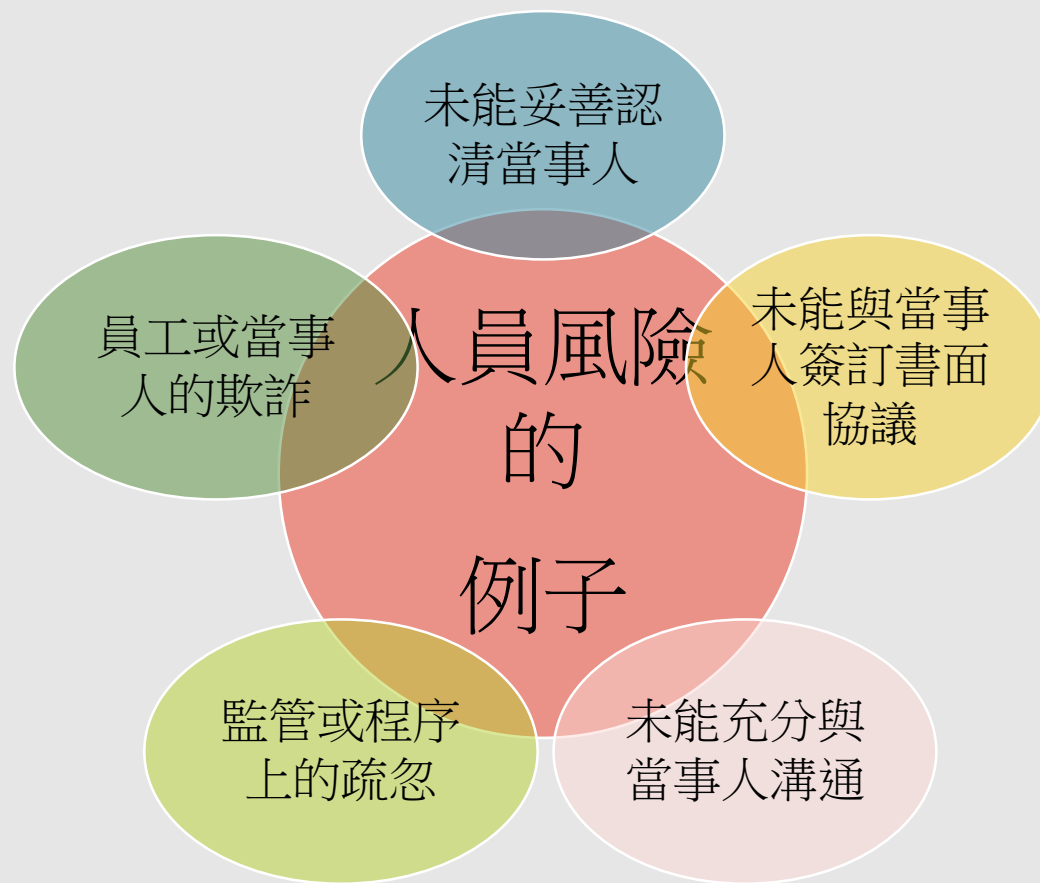 未能妥善認
清當事人
員工或當事
人的欺詐
人員風險
的
例子
未能與當事
人簽訂書面
協議
監管或程序
上的疏忽
未能充分與
當事人溝通